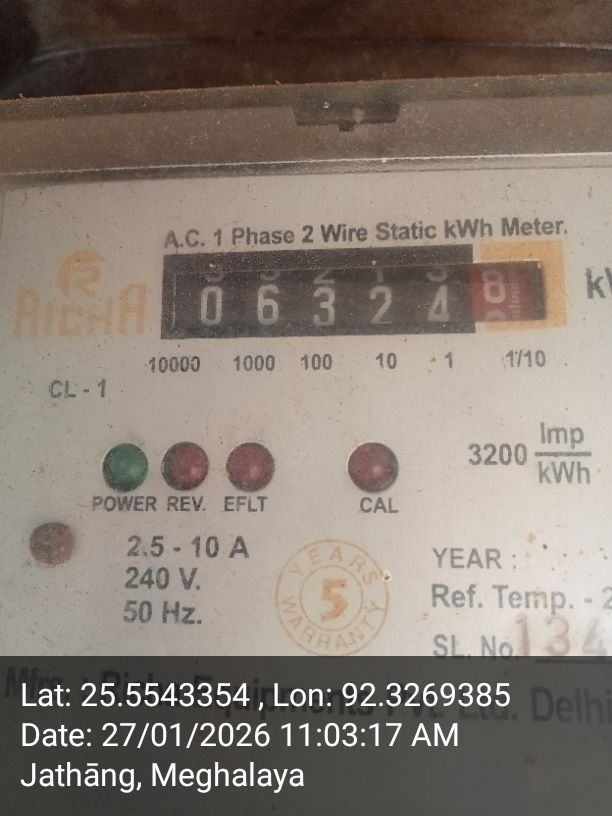 A.C. 1 Phase 2 Wire Static kWh Meter.
RICHA
0 6 3 2 4 8
10000 1000 100 10 1 1/10
CL - 1
3200 Imp
kWh
POWER REV. EFLT CAL
2.5 - 10 A
240 V.
50 Hz.
YEARS
5
WARRANTY
YEAR :
Ref. Temp. - 2
SL. No. 134
Lat: 25.5543354 , Lon: 92.3269385
Date: 27/01/2026 11:03:17 AM
Jathāng, Meghalaya